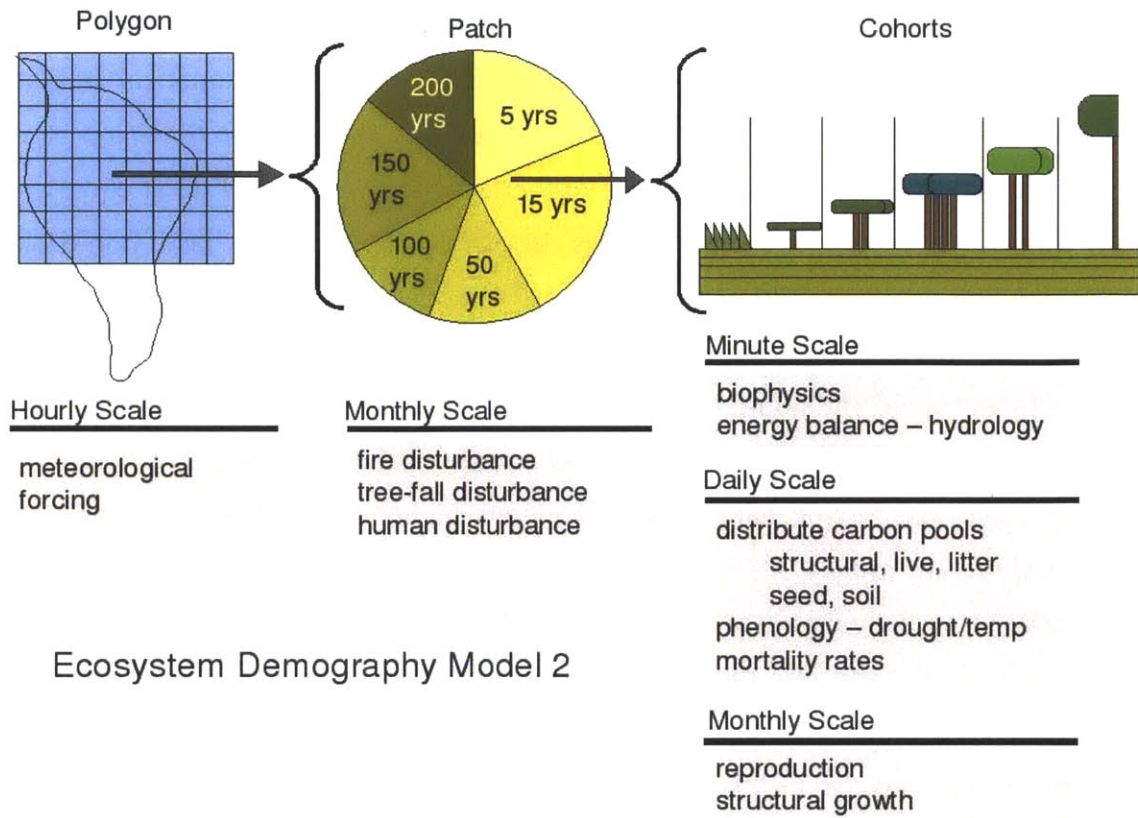 Polygon
Patch
Cohorts
200
yrs
5 yrs
150
yrs
15 yrs
100
yrs
50
yrs
Hourly Scale
meteorological
forcing
Monthly Scale
fire disturbance
tree-fall disturbance
human disturbance
Minute Scale
biophysics
energy balance – hydrology
Daily Scale
distribute carbon pools
structural, live, litter
seed, soil
phenology – drought/temp
mortality rates
Monthly Scale
reproduction
structural growth
Ecosystem Demography Model 2